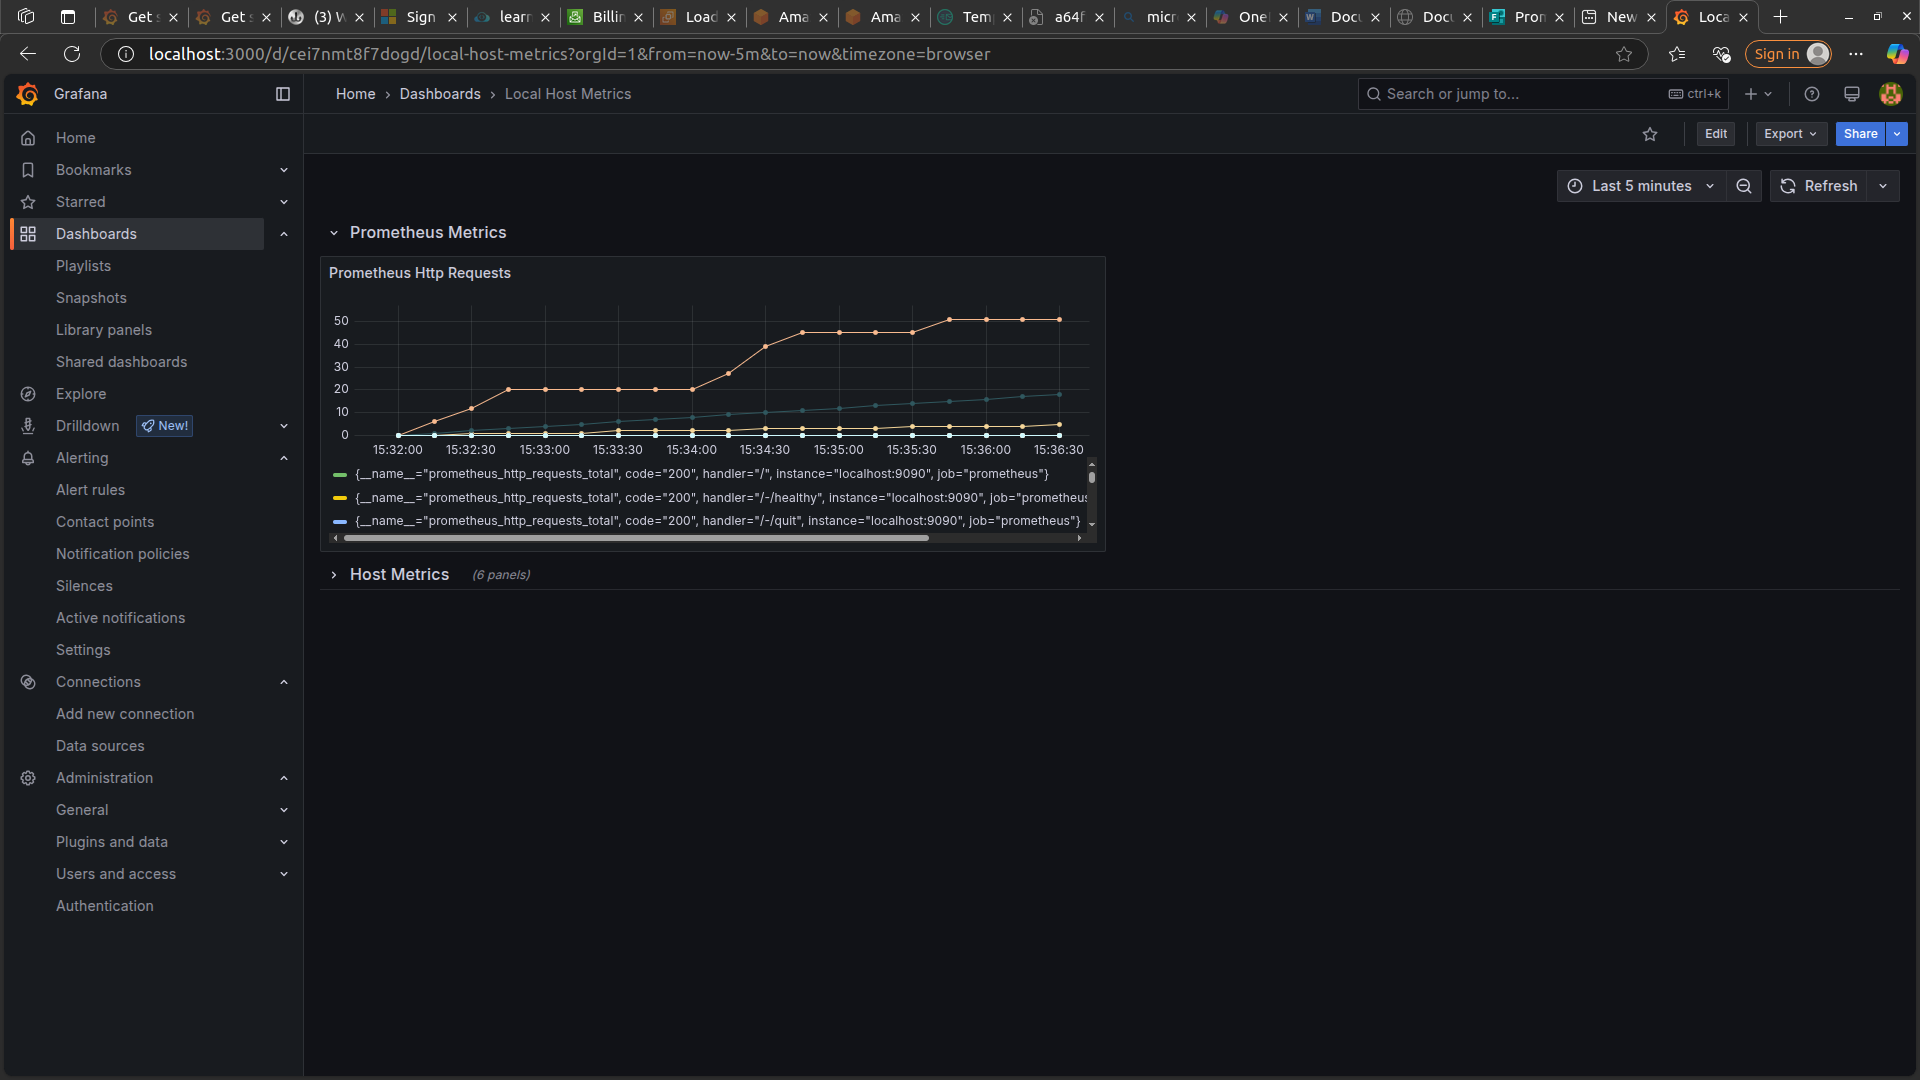 Get
Get
(3) W
Sign
learn
Billin
Load
Ama
Ama
Tem
a64f
micr
One
Docu
Docu
Pron
New
Loca
localhost:3000/d/cei7nmt8f7dogd/local-host-metrics?orgId=1&from=now-5m&to=now&timezone=browser
Sign in
Grafana
Home › Dashboards › Local Host Metrics
Search or jump to...
ctrl+k
Edit
Export
Share
Home
Bookmarks
Starred
Dashboards
Playlists
Snapshots
Library panels
Shared dashboards
Explore
Drilldown
New!
Alerting
Alert rules
Contact points
Notification policies
Silences
Active notifications
Settings
Connections
Add new connection
Data sources
Administration
General
Plugins and data
Users and access
Authentication
Last 5 minutes
Refresh
Prometheus Metrics
Prometheus Http Requests
50
40
30
20
10
0
15:32:00 15:32:30 15:33:00 15:33:30 15:34:00 15:34:30 15:35:00 15:35:30 15:36:00 15:36:30
{__name__="prometheus_http_requests_total", code="200", handler="/", instance="localhost:9090", job="prometheus"}
{__name__="prometheus_http_requests_total", code="200", handler="/-/healthy", instance="localhost:9090", job="prometheus
{__name__="prometheus_http_requests_total", code="200", handler="/-/quit", instance="localhost:9090", job="prometheus"}
Host Metrics (6 panels)